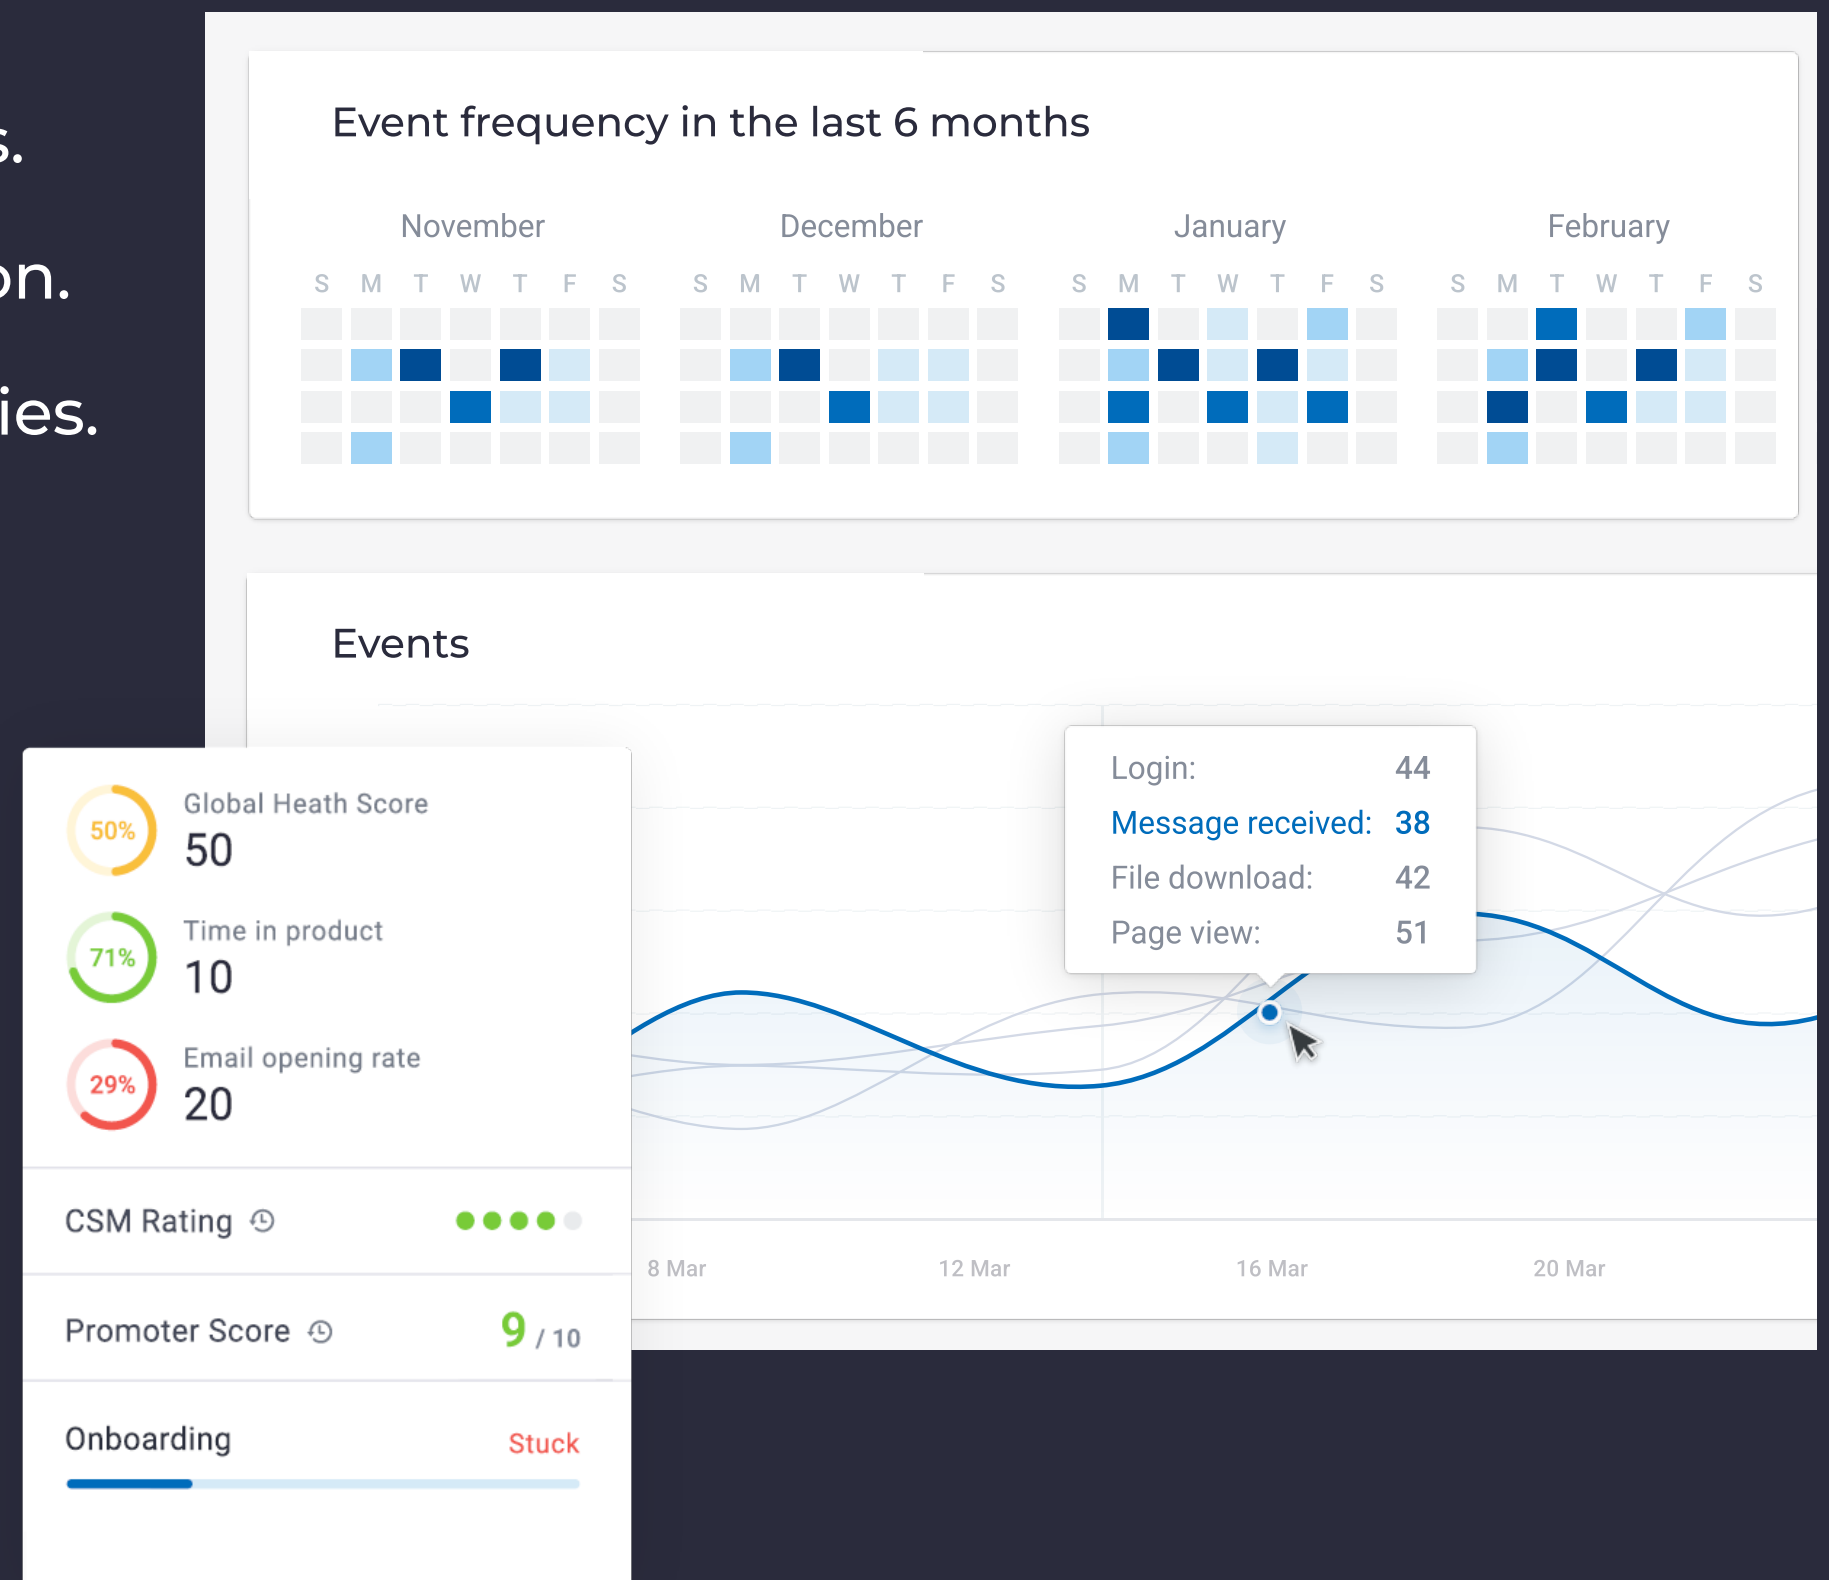 s.
on.
ies.
Event frequency in the last 6 months
November December January February
S M T W T F S S M T W T F S S M T W T F S S M T W T F S
Events
Login: 44
Message received: 38
File download: 42
Page view: 51
8 Mar 12 Mar 16 Mar 20 Mar
50% Global Heath Score
50
71% Time in product
10
29% Email opening rate
20
CSM Rating
Promoter Score 9 / 10
Onboarding Stuck